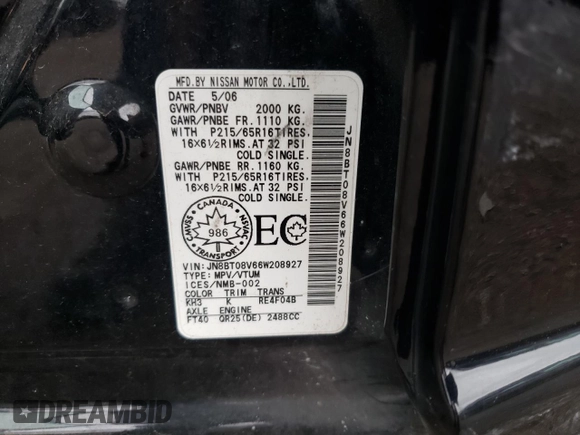 MFD.BY NISSAN MOTOR CO.,LTD.
DATE 5/06
GVWR/PNBV 2000 KG.
GAWR/PNBE FR. 1110 KG.
WITH P215/65R16TIRES,
16X6½RIMS.AT 32 PSI
COLD SINGLE.
GAWR/PNBE RR. 1160 KG.
WITH P215/65R16TIRES,
16X6½RIMS.AT 32 PSI
COLD SINGLE.
CANADA
CMVSS NSVAC
986
TRANSPORT
EC
VIN:JN8BT08V66W208927
TYPE: MPV/VTUM
ICES/NMB-002
COLOR TRIM TRANS
KH3 K RE4F04B
AXLE ENGINE
FT40 QR25(DE) 2488CC
JN8BT08V66W208927
DREAMBID